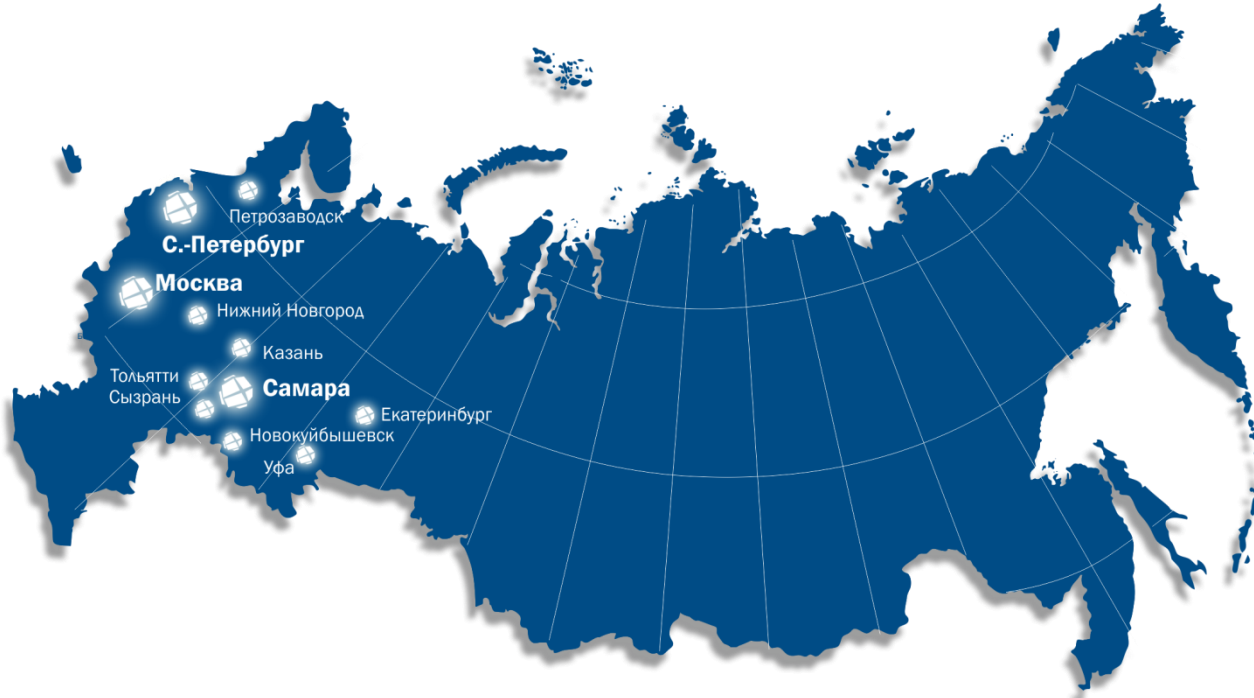 Петрозаводск
С.-Петербург
Москва
Нижний Новгород
Казань
Тольятти
Сызрань
Самара
Екатеринбург
Новокуйбышевск
Уфа